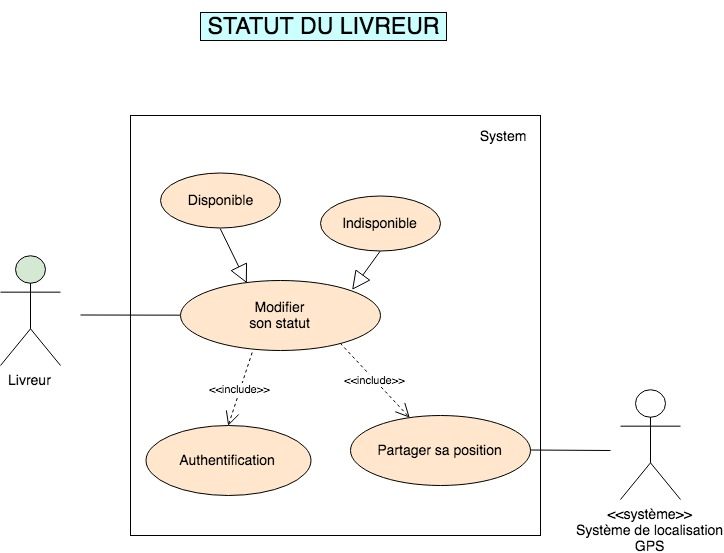 STATUT DU LIVREUR
System
Disponible
Indisponible
Modifier
son statut
Livreur
<<include>>
<<include>>
Authentification
Partager sa position
<<système>>
Système de localisation
GPS